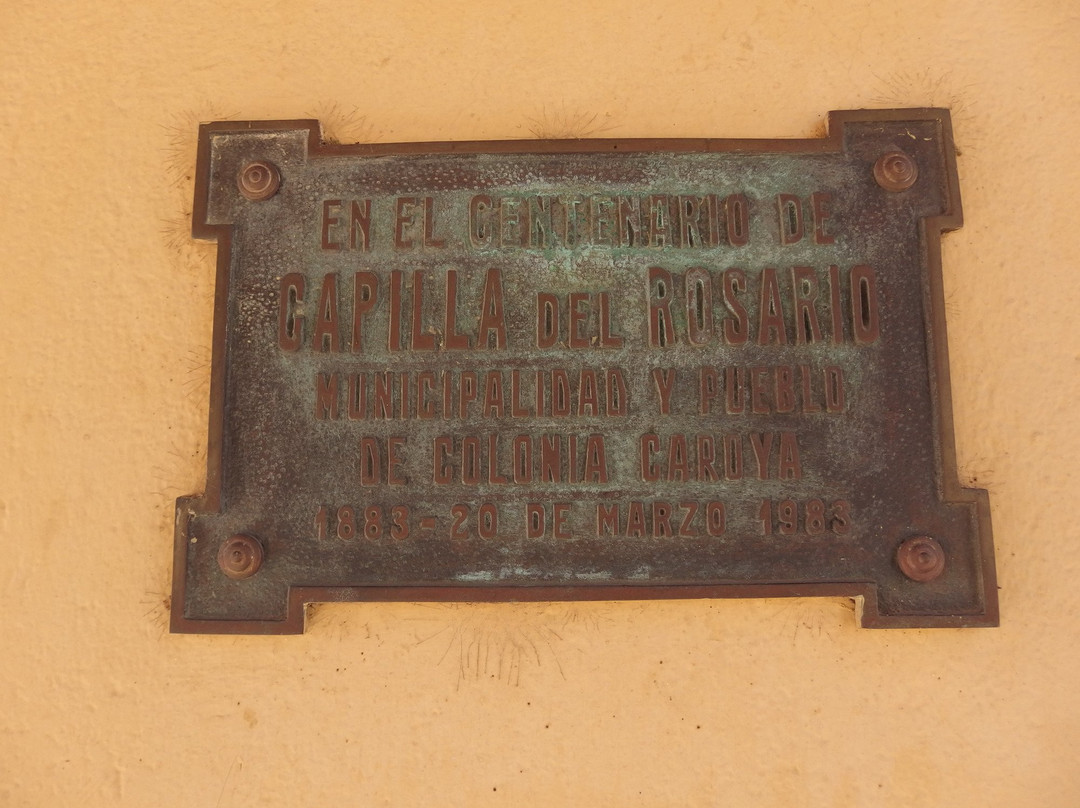 EN EL CENTENARIO DE
CAPILLA DEL ROSARIO
MUNICIPALIDAD Y PUEBLO
DE COLONIA CAROYA
1883-20 DE MARZO 1983